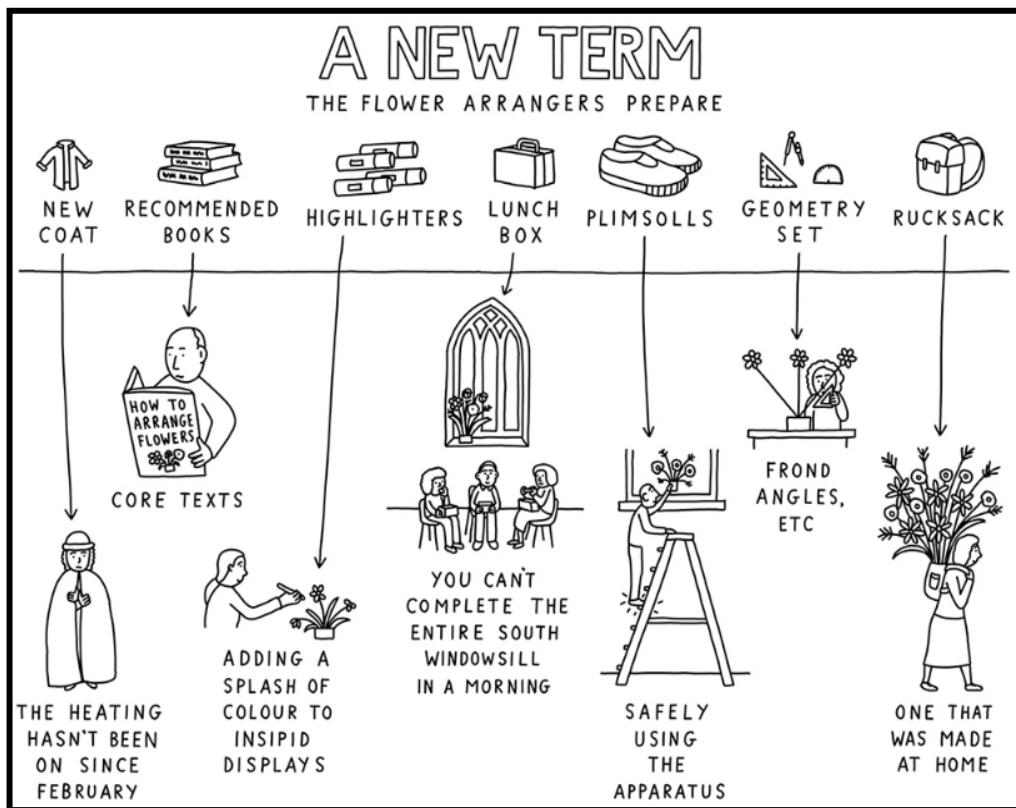 A NEW TERM
THE FLOWER ARRANGERS PREPARE
NEW
COAT
RECOMMENDED
BOOKS
HIGHLIGHTERS
LUNCH
BOX
PLIMSOLLS
GEOMETRY
SET
RUCKSACK
THE HEATING
HASN'T BEEN
ON SINCE
FEBRUARY
HOW TO
ARRANGE
FLOWERS
CORE TEXTS
ADDING A
SPLASH OF
COLOUR TO
INSIPID
DISPLAYS
YOU CAN'T
COMPLETE THE
ENTIRE SOUTH
WINDOWSILL
IN A MORNING
SAFELY
USING
THE
APPARATUS
FROND
ANGLES,
ETC
ONE THAT
WAS MADE
AT HOME